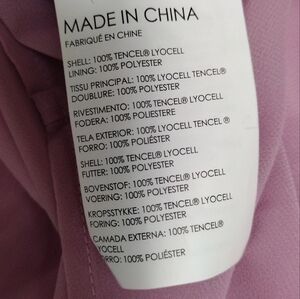 MADE IN CHINA
FABRIQUÉ EN CHINE
SHELL: 100% TENCEL® LYOCELL
LINING: 100% POLYESTER
TISSU PRINCIPAL: 100% LYOCELL TENCEL®
DOUBLURE: 100% POLYESTER
RIVESTIMENTO: 100% TENCEL® LYOCELL
FODERA: 100% POLIESTERE
TELA EXTERIOR: 100% LYOCELL TENCEL®
FORRO: 100% POLIÉSTER
SHELL: 100% TENCEL® LYOCELL
FUTTER: 100% POLYESTER
BOVENSTOF: 100% TENCEL® LYOCELL
VOERING: 100% POLYESTER
KROPSSTYKKE: 100% TENCEL® LYOCELL
FORING: 100% POLYESTER
CAMADA EXTERNA: 100% TENCEL®
LYOCELL
FORRO: 100% POLIÉSTER